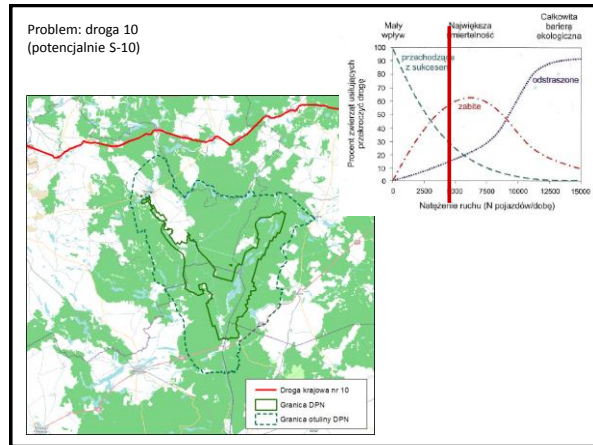 Problem: droga 10
(potencjalnie S-10)
Mały
wpływ
Największa
śmiertelność
Całkowita
bariera
ekologiczna
Procent zwierząt usiłujących
przekroczyć drogę
100
90
80
70
60
50
40
30
20
10
0
przechodzące
z sukcesem
zabite
odstraszone
0
2500
5000
7500
10000
12500
15000
Natężenie ruchu (N pojazdów/dobę)
Droga krajowa nr 10
Granica DPN
Granica otuliny DPN